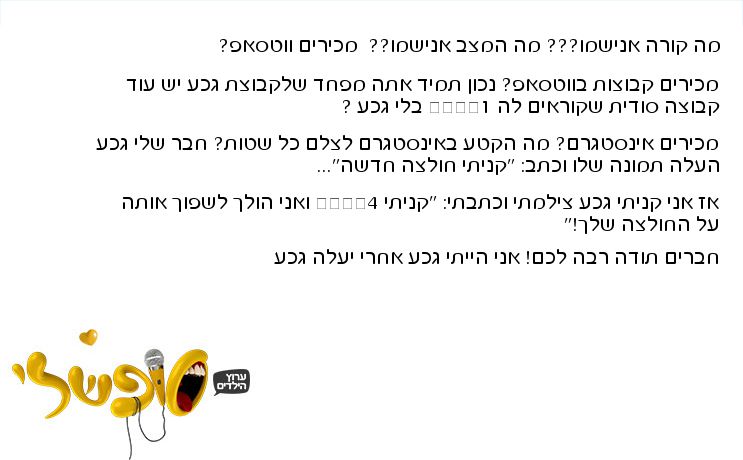 מה קורה אנישמו??? מה המצב אנישמו?? מכירים ווטסאפ?
מכירים קבוצות בווטסאפ? נכון תמיד אתה מפחד שלקבוצת גכע יש עוד
קבוצה סודית שקוראים לה 1□□□□ בלי גכע ?
מכירים אינסטגרם? מה הקטע באינסטגרם לצלם כל שטות? חבר שלי גכע
העלה תמונה שלו וכתב: "קניתי חולצה חדשה"...
אז אני קניתי גכע צילמתי וכתבתי: "קניתי 4□□□□ ואני הולך לשפוך אותה
על החולצה שלך!"
חברים תודה רבה לכם! אני הייתי גכע אחרי יעלה גכע
סופשלי
ערוץ
הילדים